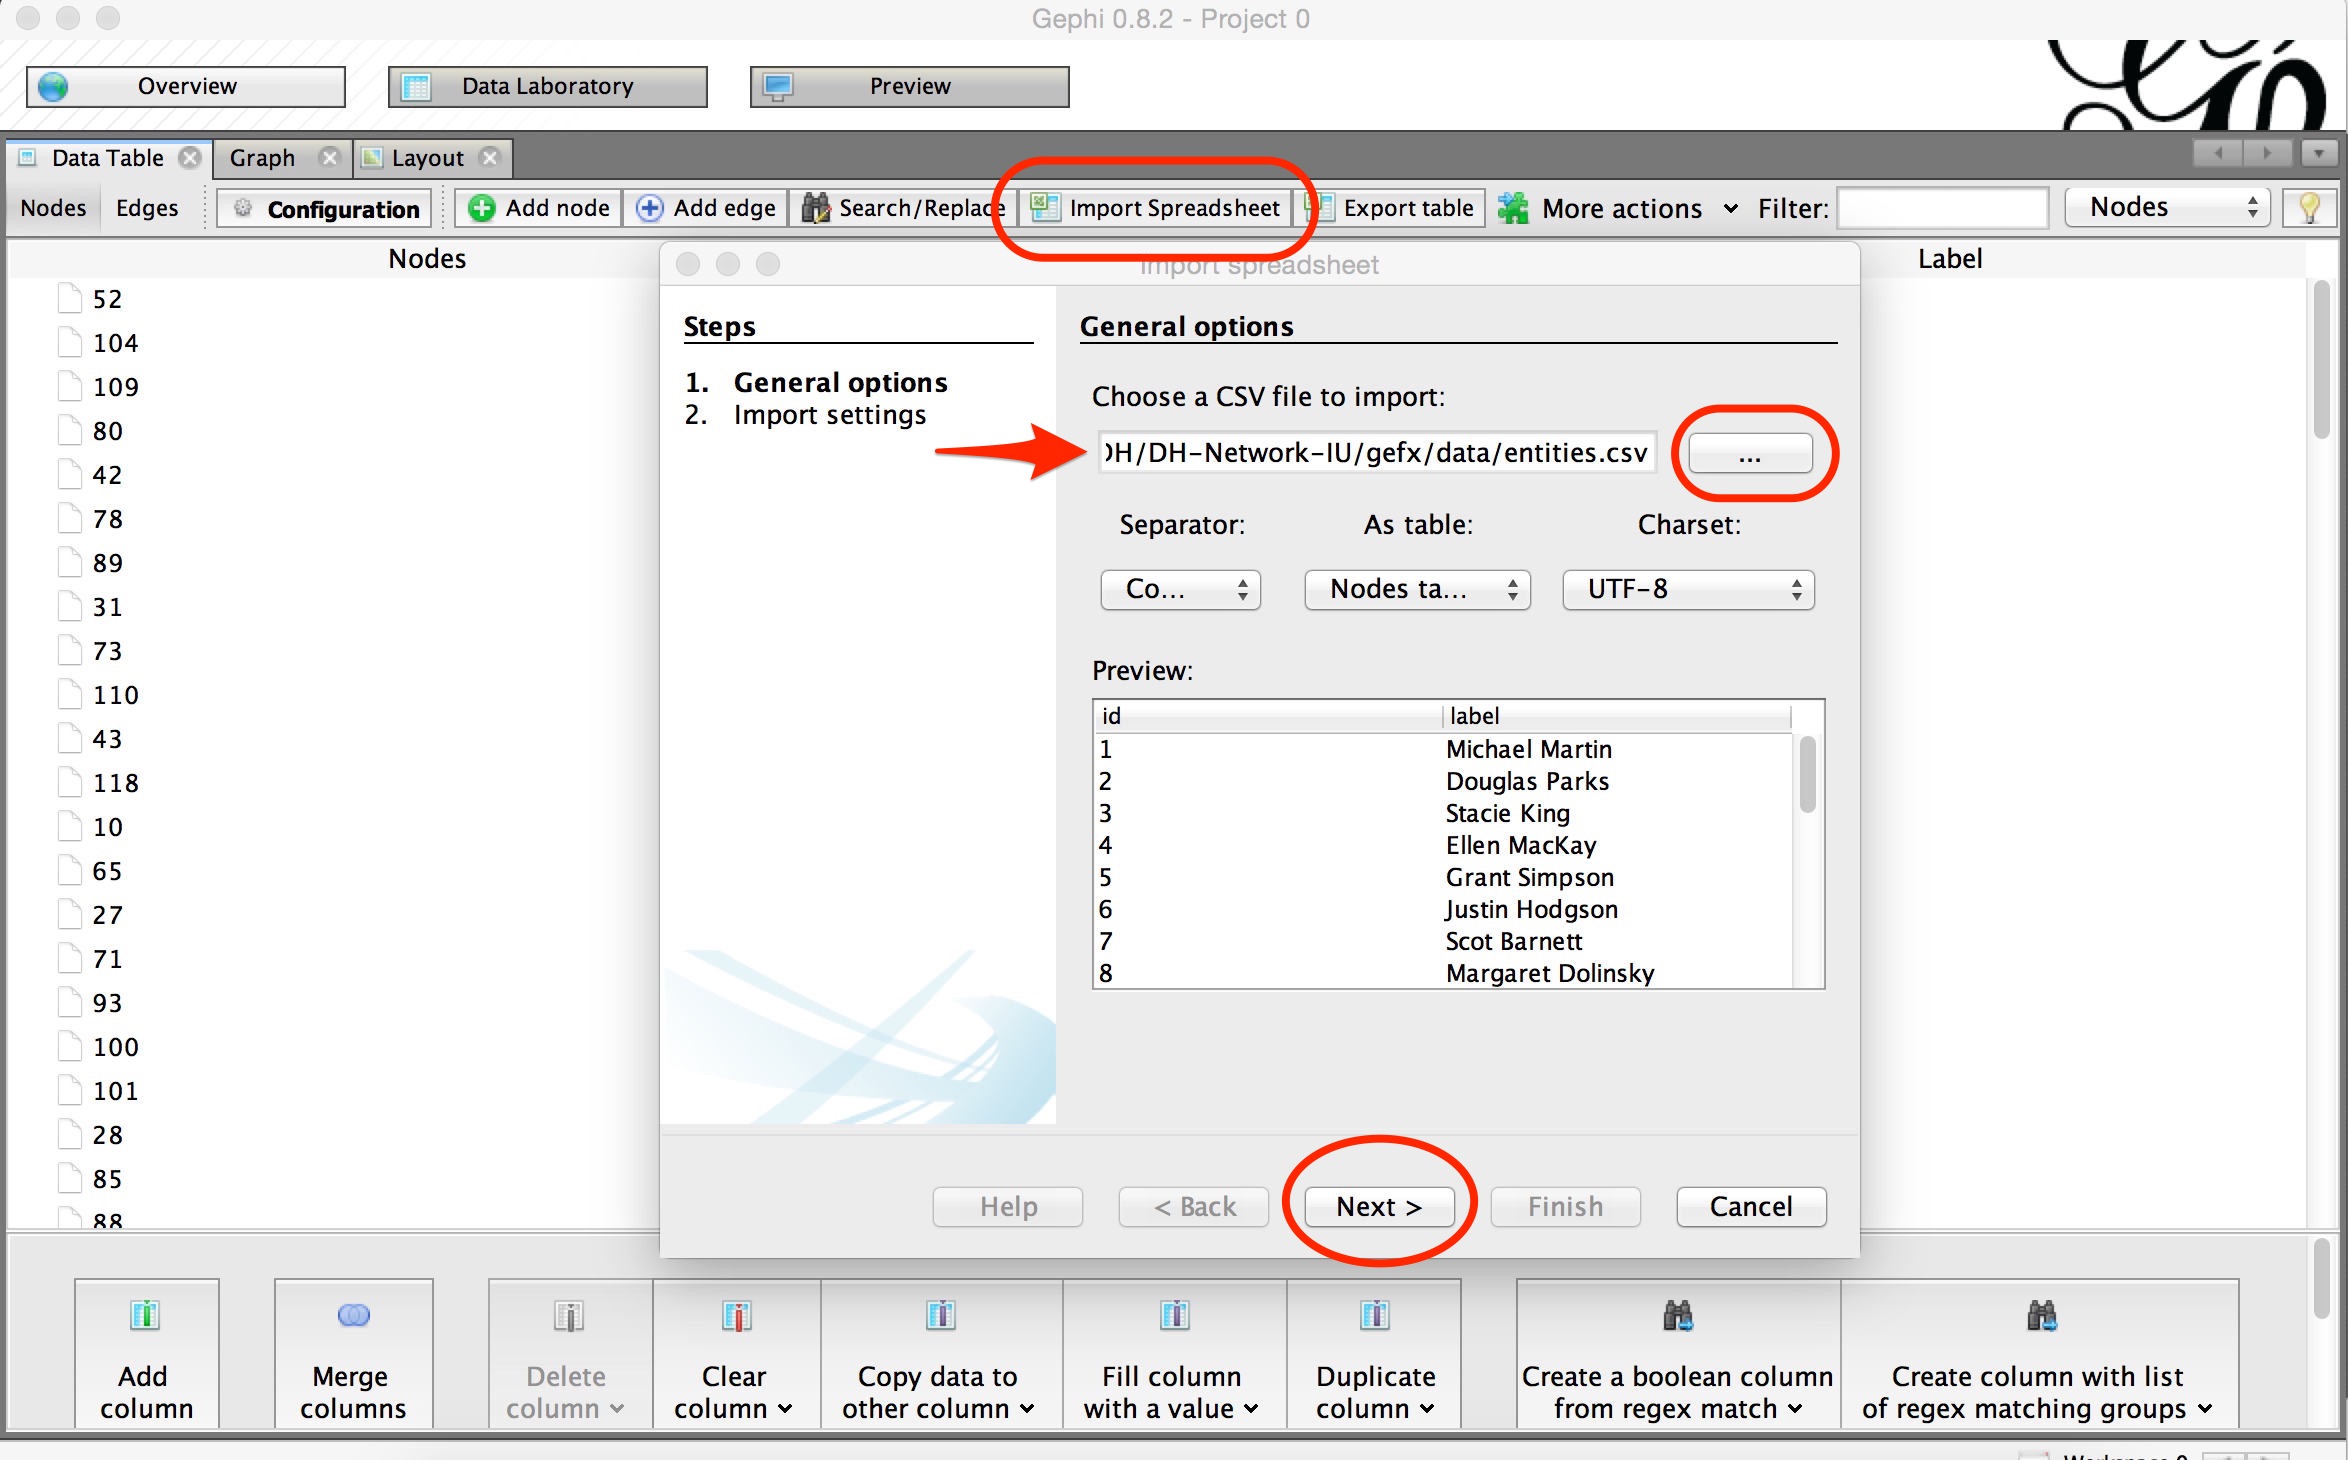 Gephi 0.8.2 - Project 0
Overview
Data Laboratory
Preview
Data Table
Graph
Layout
Nodes
Edges
Configuration
Add node
Add edge
Search/Replace
Import Spreadsheet
Export table
More actions
Filter:
Nodes
Nodes
Label
52
104
109
80
42
78
89
31
73
110
43
118
10
65
27
71
93
100
101
28
85
88
Import spreadsheet
Steps
1. General options
2. Import settings
General options
Choose a CSV file to import:
DH/DH-Network-IU/gefx/data/entities.csv
...
Separator:
As table:
Charset:
Co...
Nodes ta...
UTF-8
Preview:
id label
1 Michael Martin
2 Douglas Parks
3 Stacie King
4 Ellen MacKay
5 Grant Simpson
6 Justin Hodgson
7 Scot Barnett
8 Margaret Dolinsky
Help
< Back
Next >
Finish
Cancel
Add
column
Merge
columns
Delete
column
Clear
column
Copy data to
other column
Fill column
with a value
Duplicate
column
Create a boolean column
from regex match
Create column with list
of regex matching groups
Workspace 0